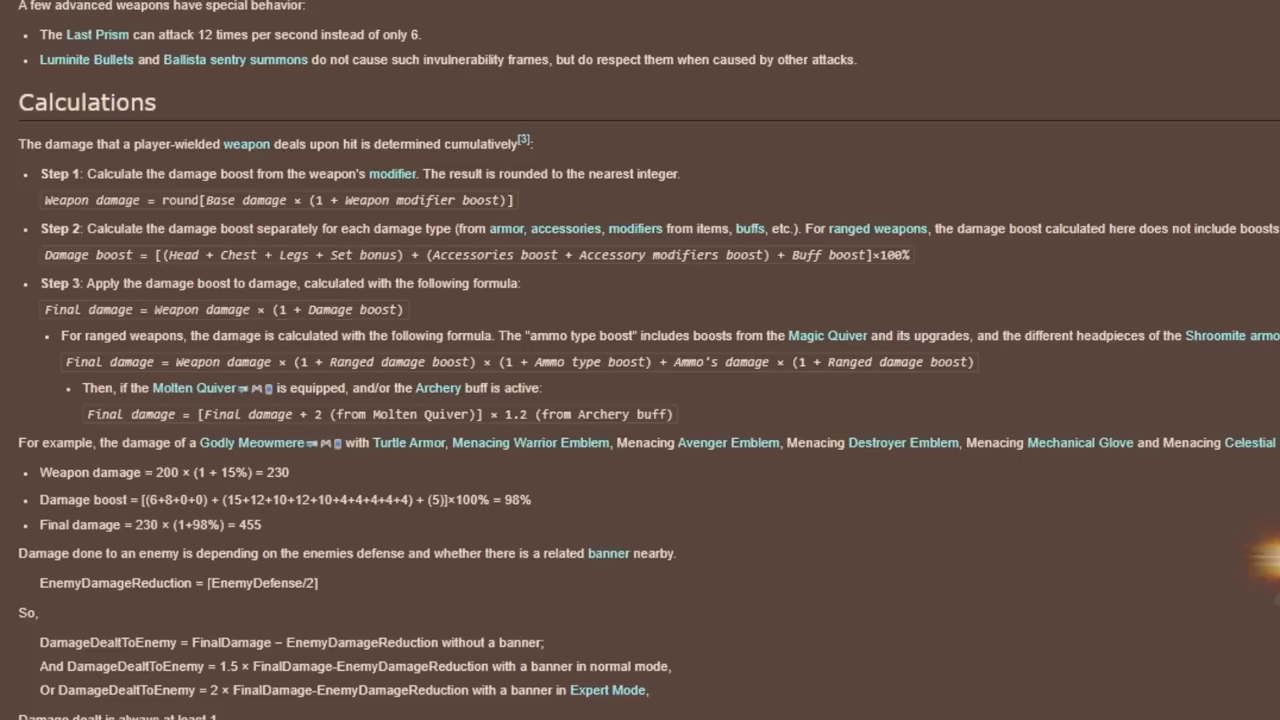 A few advanced weapons have special behavior:
The Last Prism can attack 12 times per second instead of only 6.
Luminite Bullets and Ballista sentry summons do not cause such invulnerability frames, but do respect them when caused by other attacks.
Calculations
The damage that a player-wielded weapon deals upon hit is determined cumulatively[3]:
Step 1: Calculate the damage boost from the weapon's modifier. The result is rounded to the nearest integer.
Weapon damage = round[Base damage × (1 + Weapon modifier boost)]
Step 2: Calculate the damage boost separately for each damage type (from armor, accessories, modifiers from items, buffs, etc.). For ranged weapons, the damage boost calculated here does not include boosts
Damage boost = [(Head + Chest + Legs + Set bonus) + (Accessories boost + Accessory modifiers boost) + Buff boost]×100%
Step 3: Apply the damage boost to damage, calculated with the following formula:
Final damage = Weapon damage × (1 + Damage boost)
For ranged weapons, the damage is calculated with the following formula. The "ammo type boost" includes boosts from the Magic Quiver and its upgrades, and the different headpieces of the Shroomite armo
Final damage = Weapon damage × (1 + Ranged damage boost) × (1 + Ammo type boost) + Ammo's damage × (1 + Ranged damage boost)
Then, if the Molten Quiver is equipped, and/or the Archery buff is active:
Final damage = [Final damage + 2 (from Molten Quiver)] × 1.2 (from Archery buff)
For example, the damage of a Godly Meowmere with Turtle Armor, Menacing Warrior Emblem, Menacing Avenger Emblem, Menacing Destroyer Emblem, Menacing Mechanical Glove and Menacing Celestial
Weapon damage = 200 × (1 + 15%) = 230
Damage boost = [(6+8+0+0) + (15+12+10+12+10+4+4+4+4+4) + (5)]×100% = 98%
Final damage = 230 × (1+98%) = 455
Damage done to an enemy is depending on the enemies defense and whether there is a related banner nearby.
EnemyDamageReduction = ⌈EnemyDefense/2⌉
So,
DamageDealtToEnemy = FinalDamage − EnemyDamageReduction without a banner;
And DamageDealtToEnemy = 1.5 × FinalDamage-EnemyDamageReduction with a banner in normal mode,
Or DamageDealtToEnemy = 2 × FinalDamage-EnemyDamageReduction with a banner in Expert Mode,
Damage dealt is always at least 1